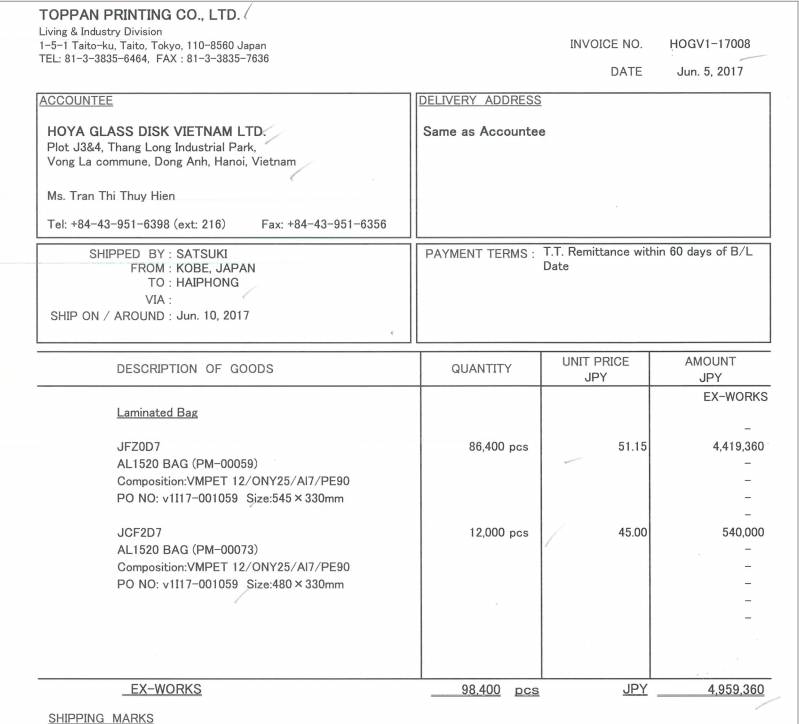 TOPPAN PRINTING CO., LTD.
Living & Industry Division
1-5-1 Taito-ku, Taito, Tokyo, 110-8560 Japan
TEL: 81-3-3835-6464, FAX : 81-3-3835-7636
INVOICE NO. HOGV1-17008
DATE Jun. 5, 2017
ACCOUNTEE
HOYA GLASS DISK VIETNAM LTD.
Plot J3&4, Thang Long Industrial Park,
Vong La commune, Dong Anh, Hanoi, Vietnam
Ms. Tran Thi Thuy Hien
Tel: +84-43-951-6398 (ext: 216) Fax: +84-43-951-6356
DELIVERY ADDRESS
Same as Accountee
SHIPPED BY : SATSUKI
FROM : KOBE, JAPAN
TO : HAIPHONG
VIA :
SHIP ON / AROUND : Jun. 10, 2017
PAYMENT TERMS : T.T. Remittance within 60 days of B/L
Date
DESCRIPTION OF GOODS QUANTITY UNIT PRICE AMOUNT
JPY JPY
EX-WORKS
Laminated Bag
-
JFZ0D7 86,400 pcs 51.15 4,419,360
AL1520 BAG (PM-00059) -
Composition:VMPET 12/ONY25/Al7/PE90 -
PO NO: v1I17-001059 Size:545×330mm -
-
JCF2D7 12,000 pcs 45.00 540,000
AL1520 BAG (PM-00073) -
Composition:VMPET 12/ONY25/Al7/PE90 -
PO NO: v1I17-001059 Size:480×330mm -
-
-
EX-WORKS 98,400 pcs JPY 4,959,360
SHIPPING MARKS